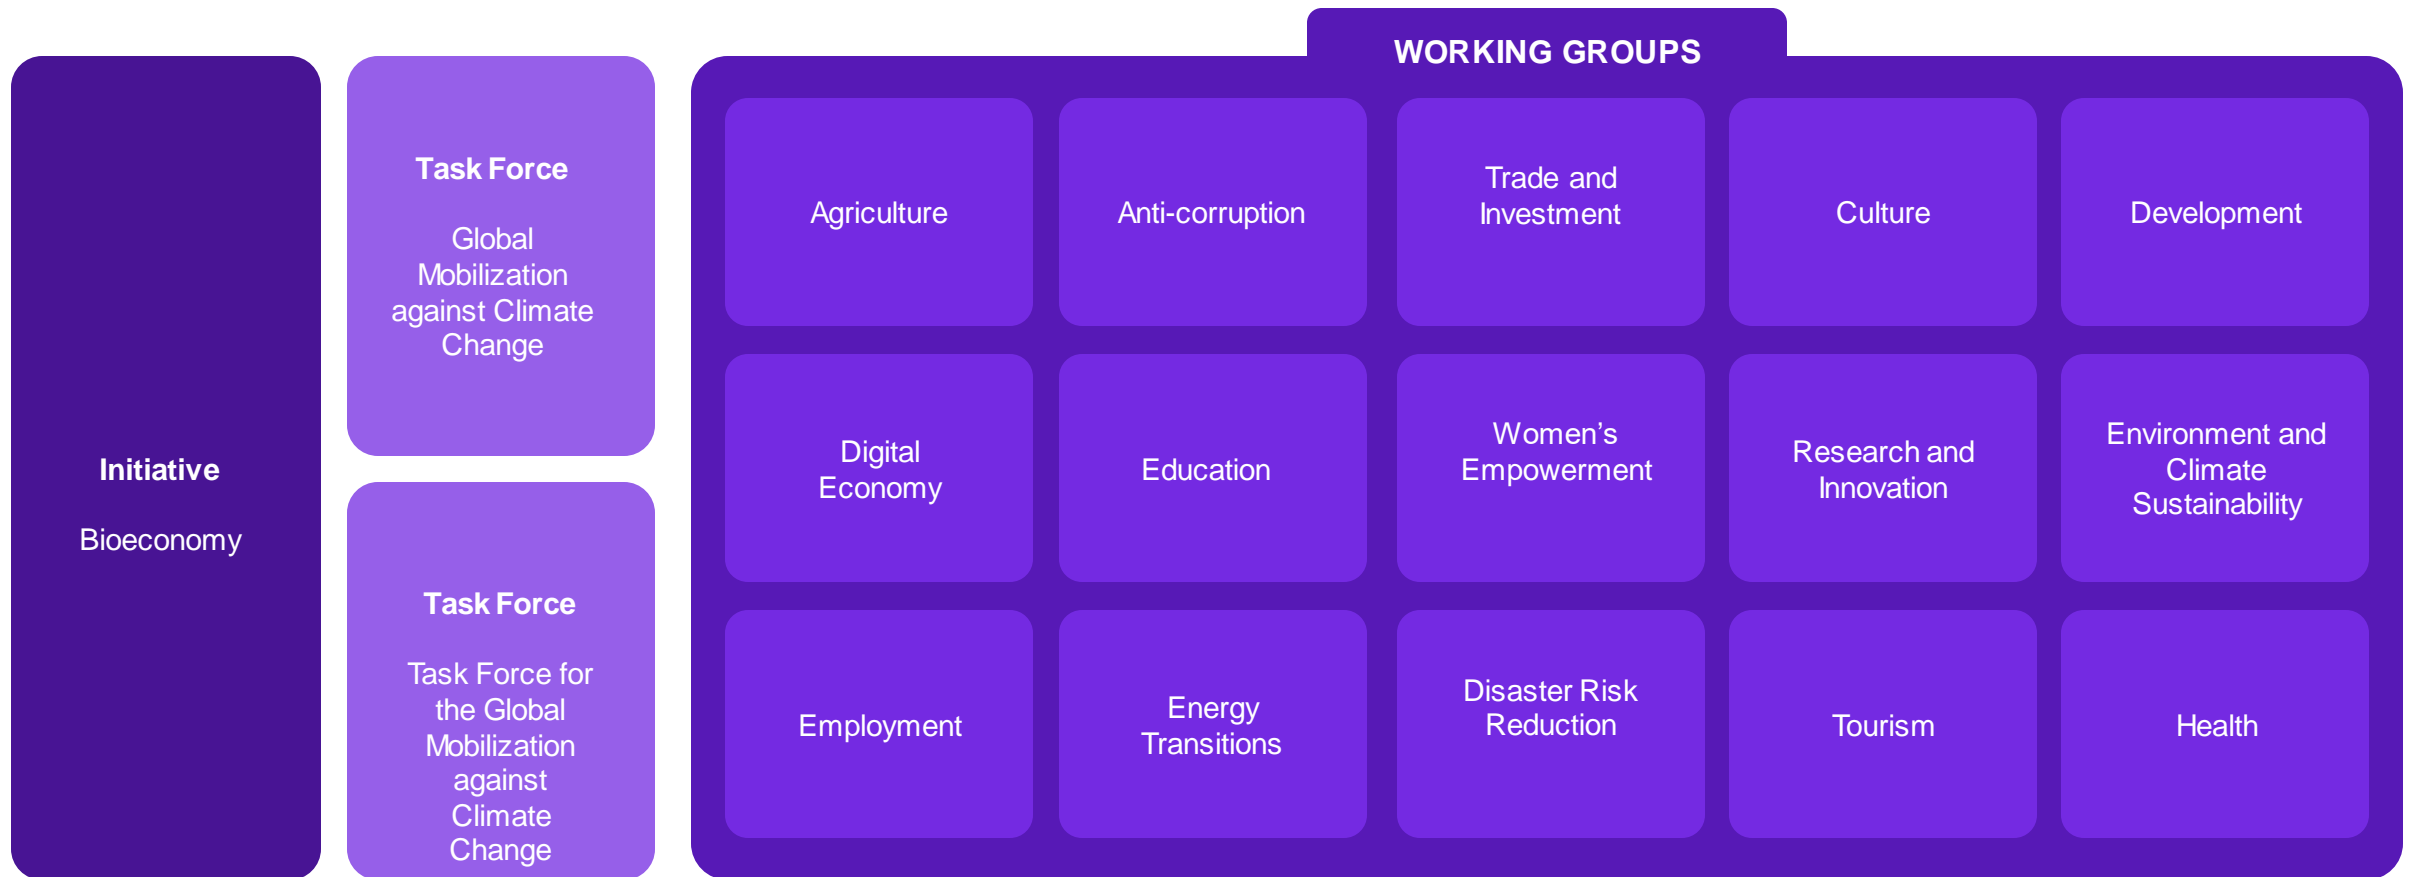 Initiative
Bioeconomy
Task Force
Global
Mobilization
against Climate
Change
Task Force
Task Force for
the Global
Mobilization
against
Climate
Change
WORKING GROUPS
Agriculture
Anti-corruption
Trade and
Investment
Culture
Development
Digital
Economy
Education
Women’s
Empowerment
Research and
Innovation
Environment and
Climate
Sustainability
Employment
Energy
Transitions
Disaster Risk
Reduction
Tourism
Health